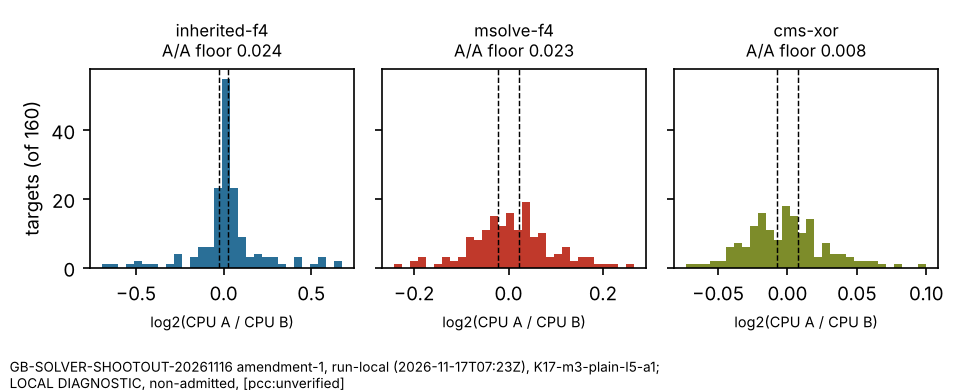 inherited-f4
A/A floor 0.024
msolve-f4
A/A floor 0.023
cms-xor
A/A floor 0.008
targets (of 160)
40
20
0
−0.5 0.0 0.5
−0.2 0.0 0.2
−0.05 0.00 0.05 0.10
log2(CPU A / CPU B)
log2(CPU A / CPU B)
log2(CPU A / CPU B)
GB-SOLVER-SHOOTOUT-20261116 amendment-1, run-local (2026-11-17T07:23Z), K17-m3-plain-l5-a1;
LOCAL DIAGNOSTIC, non-admitted, [pcc:unverified]